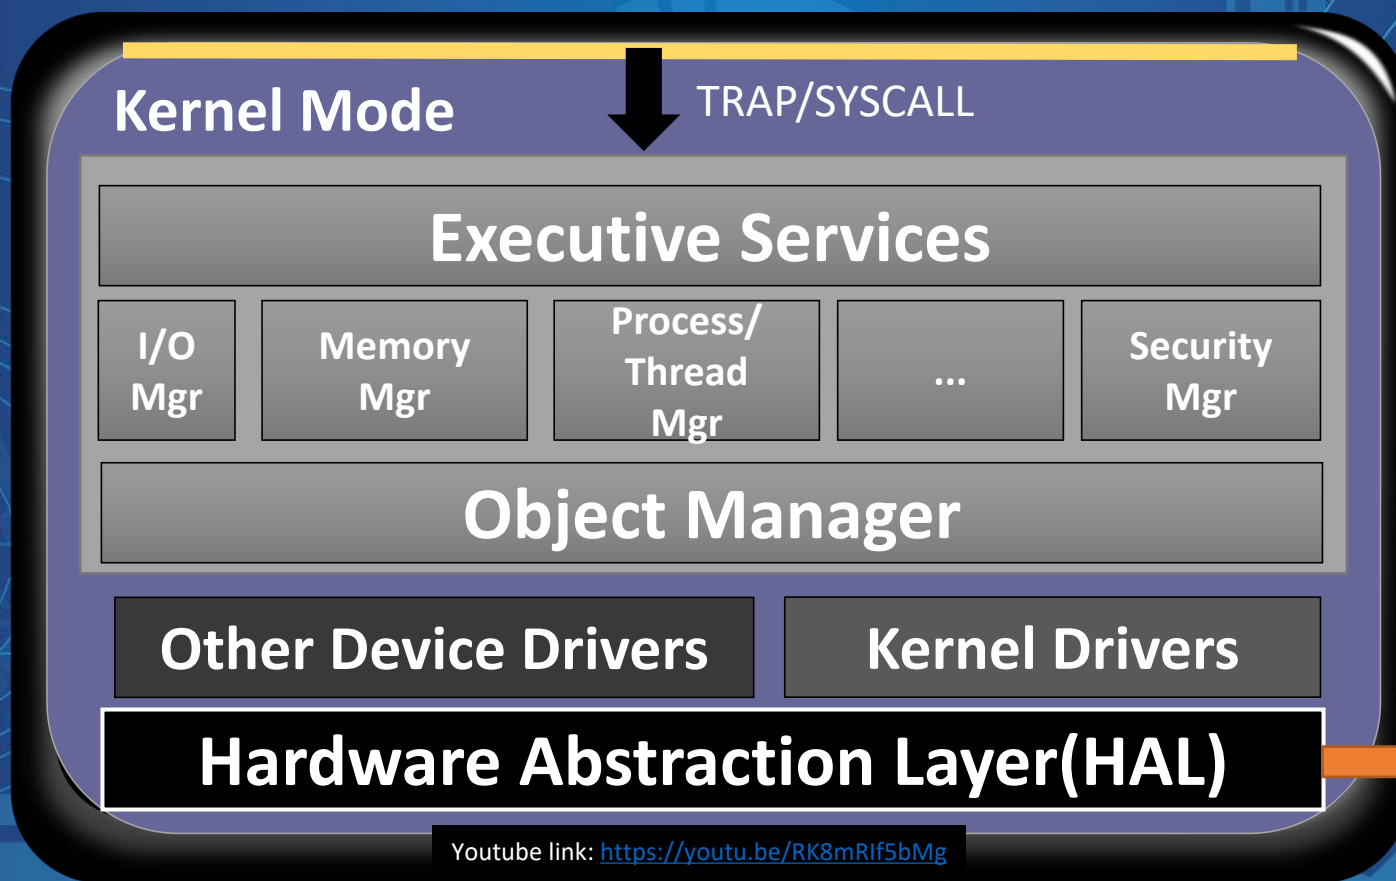 Kernel Mode
TRAP/SYSCALL
Executive Services
I/O
Mgr
Memory
Mgr
Process/
Thread
Mgr
...
Security
Mgr
Object Manager
Other Device Drivers
Kernel Drivers
Hardware Abstraction Layer(HAL)
Youtube link: https://youtu.be/RK8mRIf5bMg